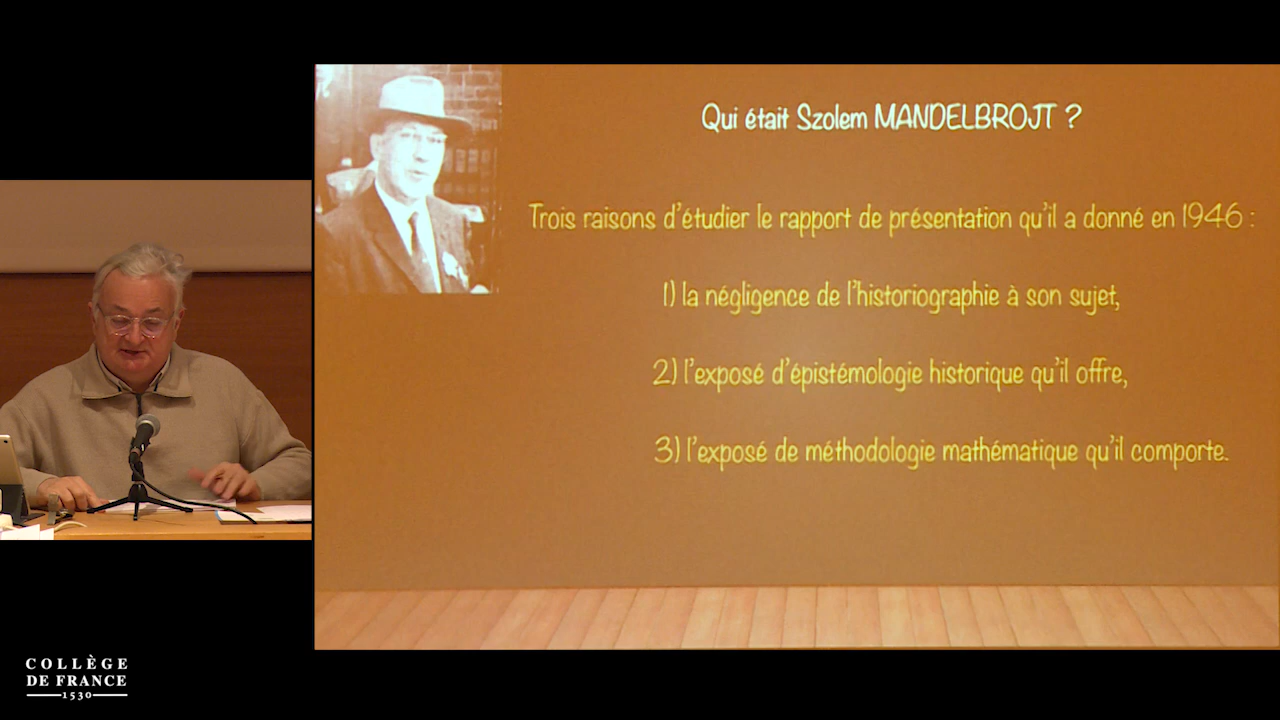 Qui était Szolem MANDELBROJT ?
Trois raisons d'étudier le rapport de présentation qu'il a donné en 1946 :
1) la négligence de l'historiographie à son sujet,
2) l'exposé d'épistémologie historique qu'il offre,
3) l'exposé de méthodologie mathématique qu'il comporte.
COLLÈGE
DE FRANCE
1530